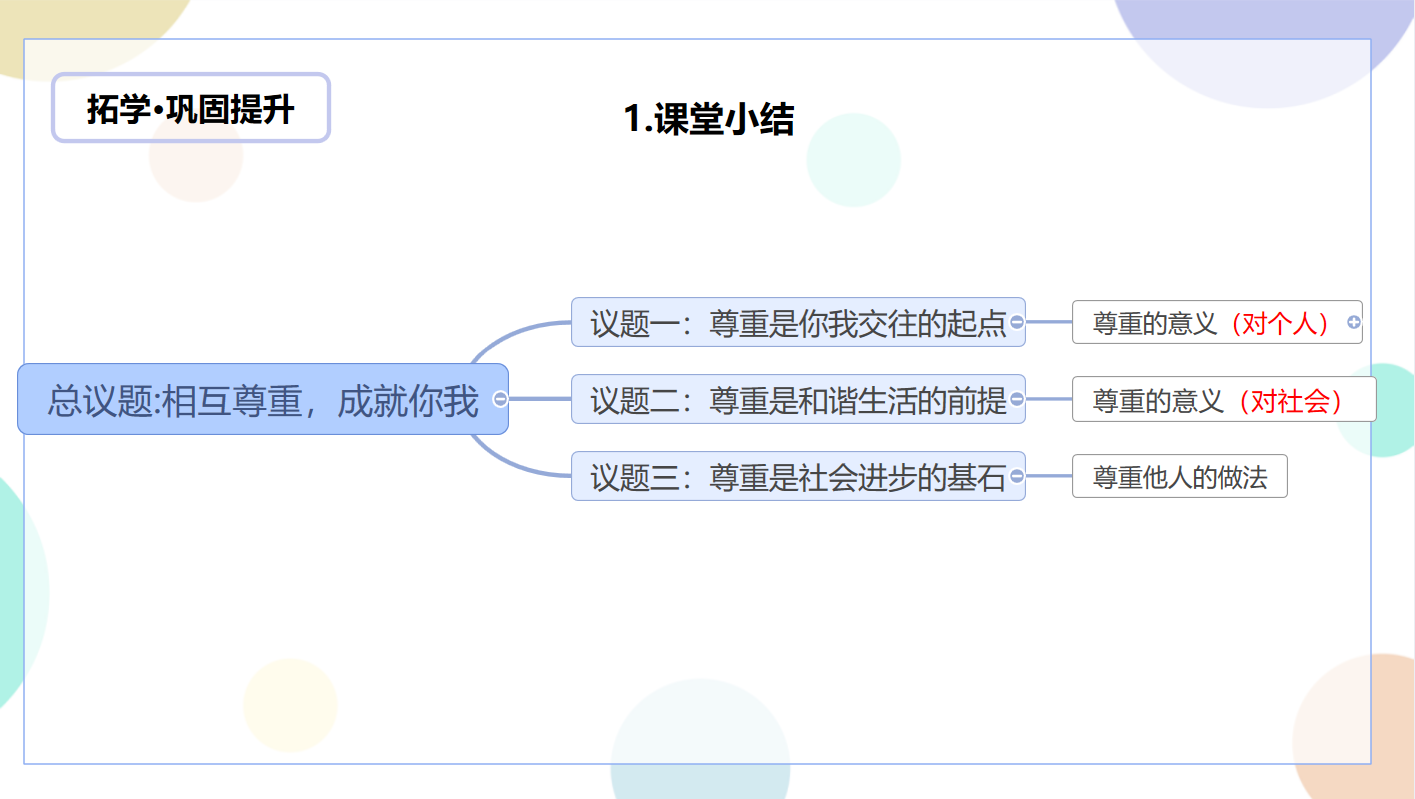 拓学•巩固提升
1.课堂小结
总议题:相互尊重，成就你我
议题一：尊重是你我交往的起点
尊重的意义（对个人）
议题二：尊重是和谐生活的前提
尊重的意义（对社会）
议题三：尊重是社会进步的基石
尊重他人的做法